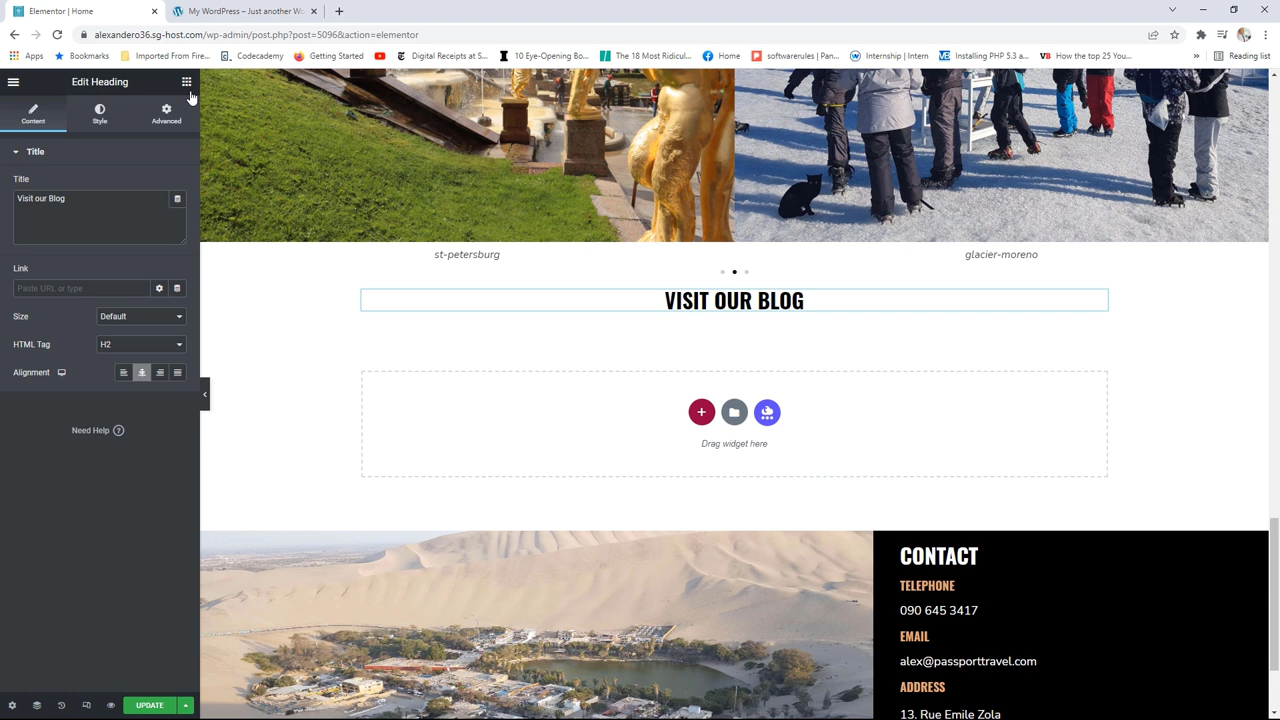 Elementor | Home
My WordPress – Just another Wo
alexandero36.sg-host.com/wp-admin/post.php?post=5096&action=elementor
Apps
Bookmarks
Imported From Fire...
Codecademy
Getting Started
Digital Receipts at S...
10 Eye-Opening Bo...
The 18 Most Ridicul...
Home
softwarerules | Pan...
Internship | Intern
Installing PHP 5.3 a...
How the top 25 You...
»
Reading list
Edit Heading
Content
Style
Advanced
Title
Title
Visit our Blog
Link
Paste URL or type
Size
Default
HTML Tag
H2
Alignment
Need Help ?
UPDATE
st-petersburg
glacier-moreno
VISIT OUR BLOG
Drag widget here
CONTACT
TELEPHONE
090 645 3417
EMAIL
alex@passporttravel.com
ADDRESS
13, Rue Emile Zola